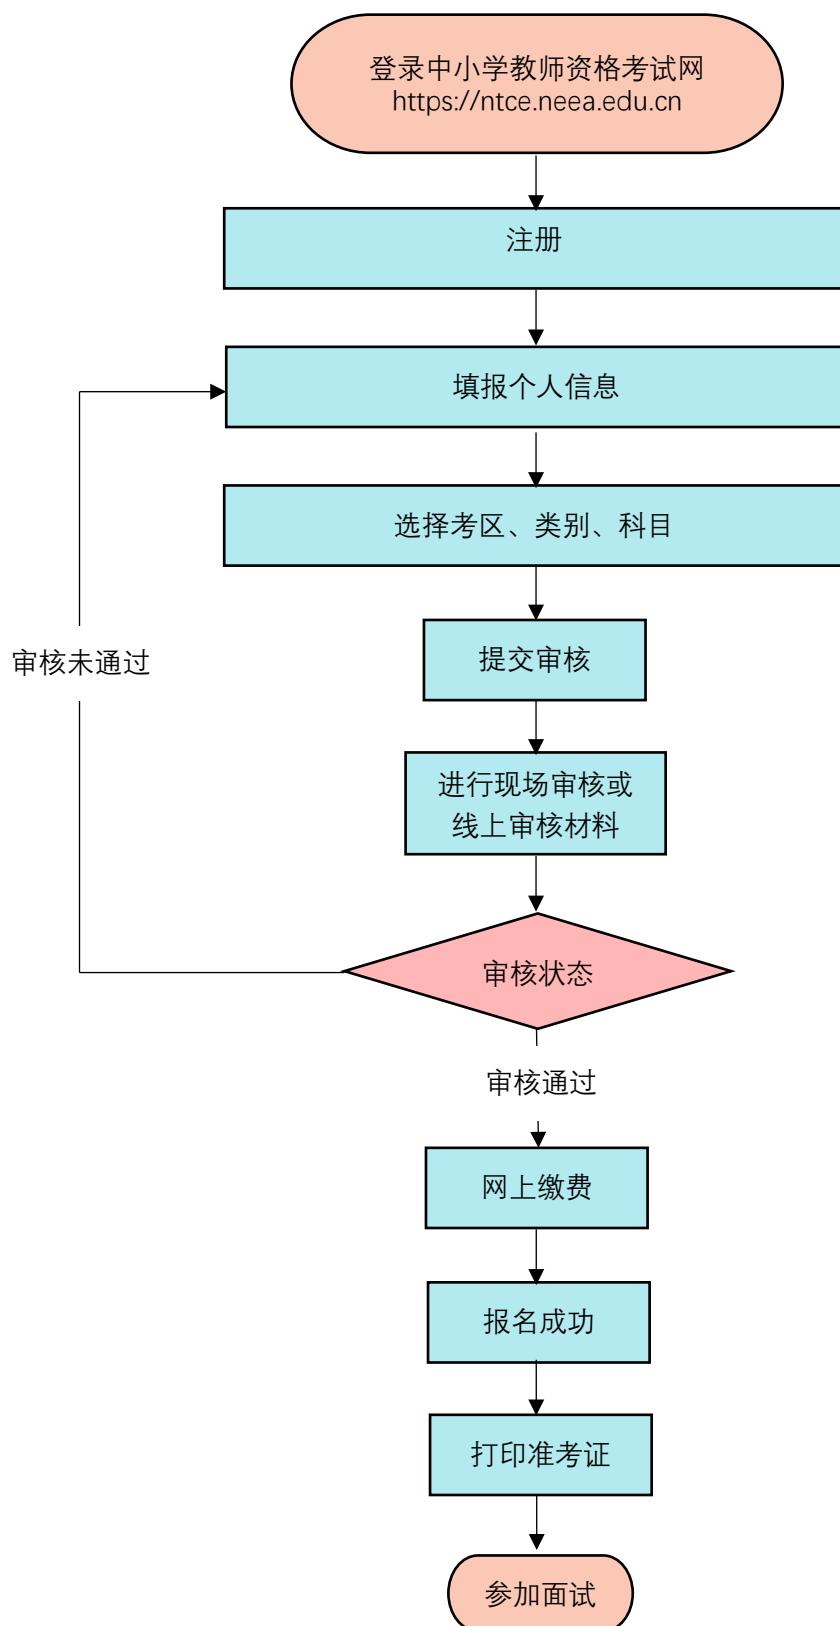 登录中小学教师资格考试网
https://ntce.neea.edu.cn
注册
填报个人信息
选择考区、类别、科目
提交审核
审核未通过
进行现场审核或
线上审核材料
审核状态
审核通过
网上缴费
报名成功
打印准考证
参加面试